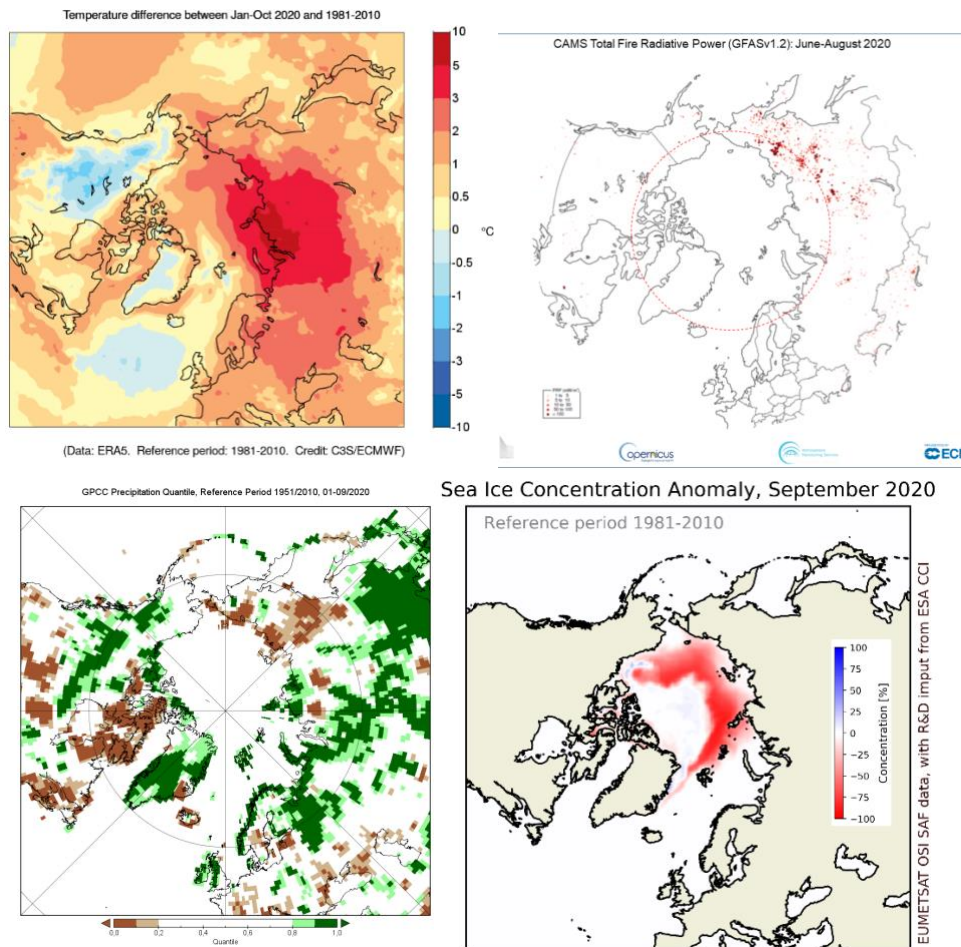 Temperature difference between Jan-Oct 2020 and 1981-2010
10
5
3
2
1
0.5
0
-0.5
-1
-2
-3
-5
-10
°C
(Data: ERA5. Reference period: 1981-2010. Credit: C3S/ECMWF)
CAMS Total Fire Radiative Power (GFASv1.2): June-August 2020
opernicus
ECM
GPCC Precipitation Quantile, Reference Period 1951/2010, 01-09/2020
0,0 0,2 0,4 0,6 0,8 1,0
Quantile
Sea Ice Concentration Anomaly, September 2020
Reference period 1981-2010
100
75
50
25
0
−25
−50
−75
−100
Concentration [%]
EUMETSAT OSI SAF data, with R&D imput from ESA CCI